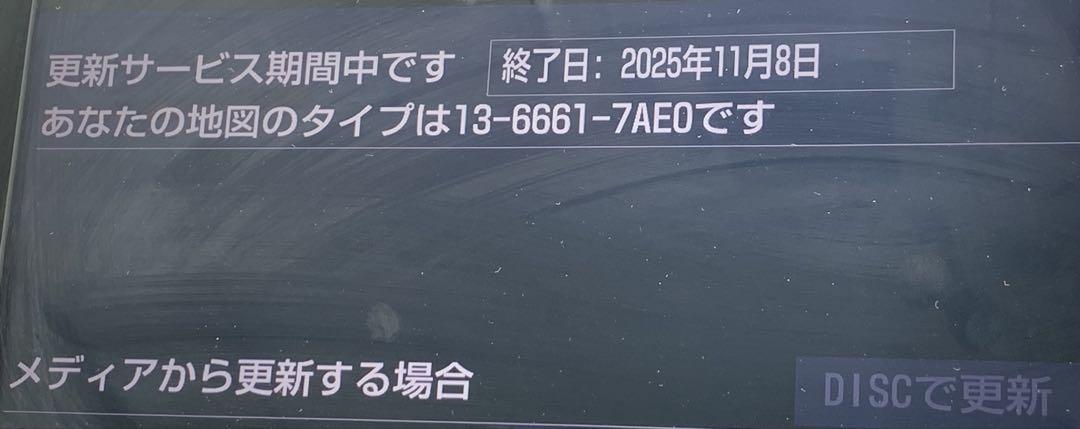 更新サービス期間中です
終了日: 2025年11月8日
あなたの地図のタイプは13-6661-7AE0です
メディアから更新する場合
DISCで更新